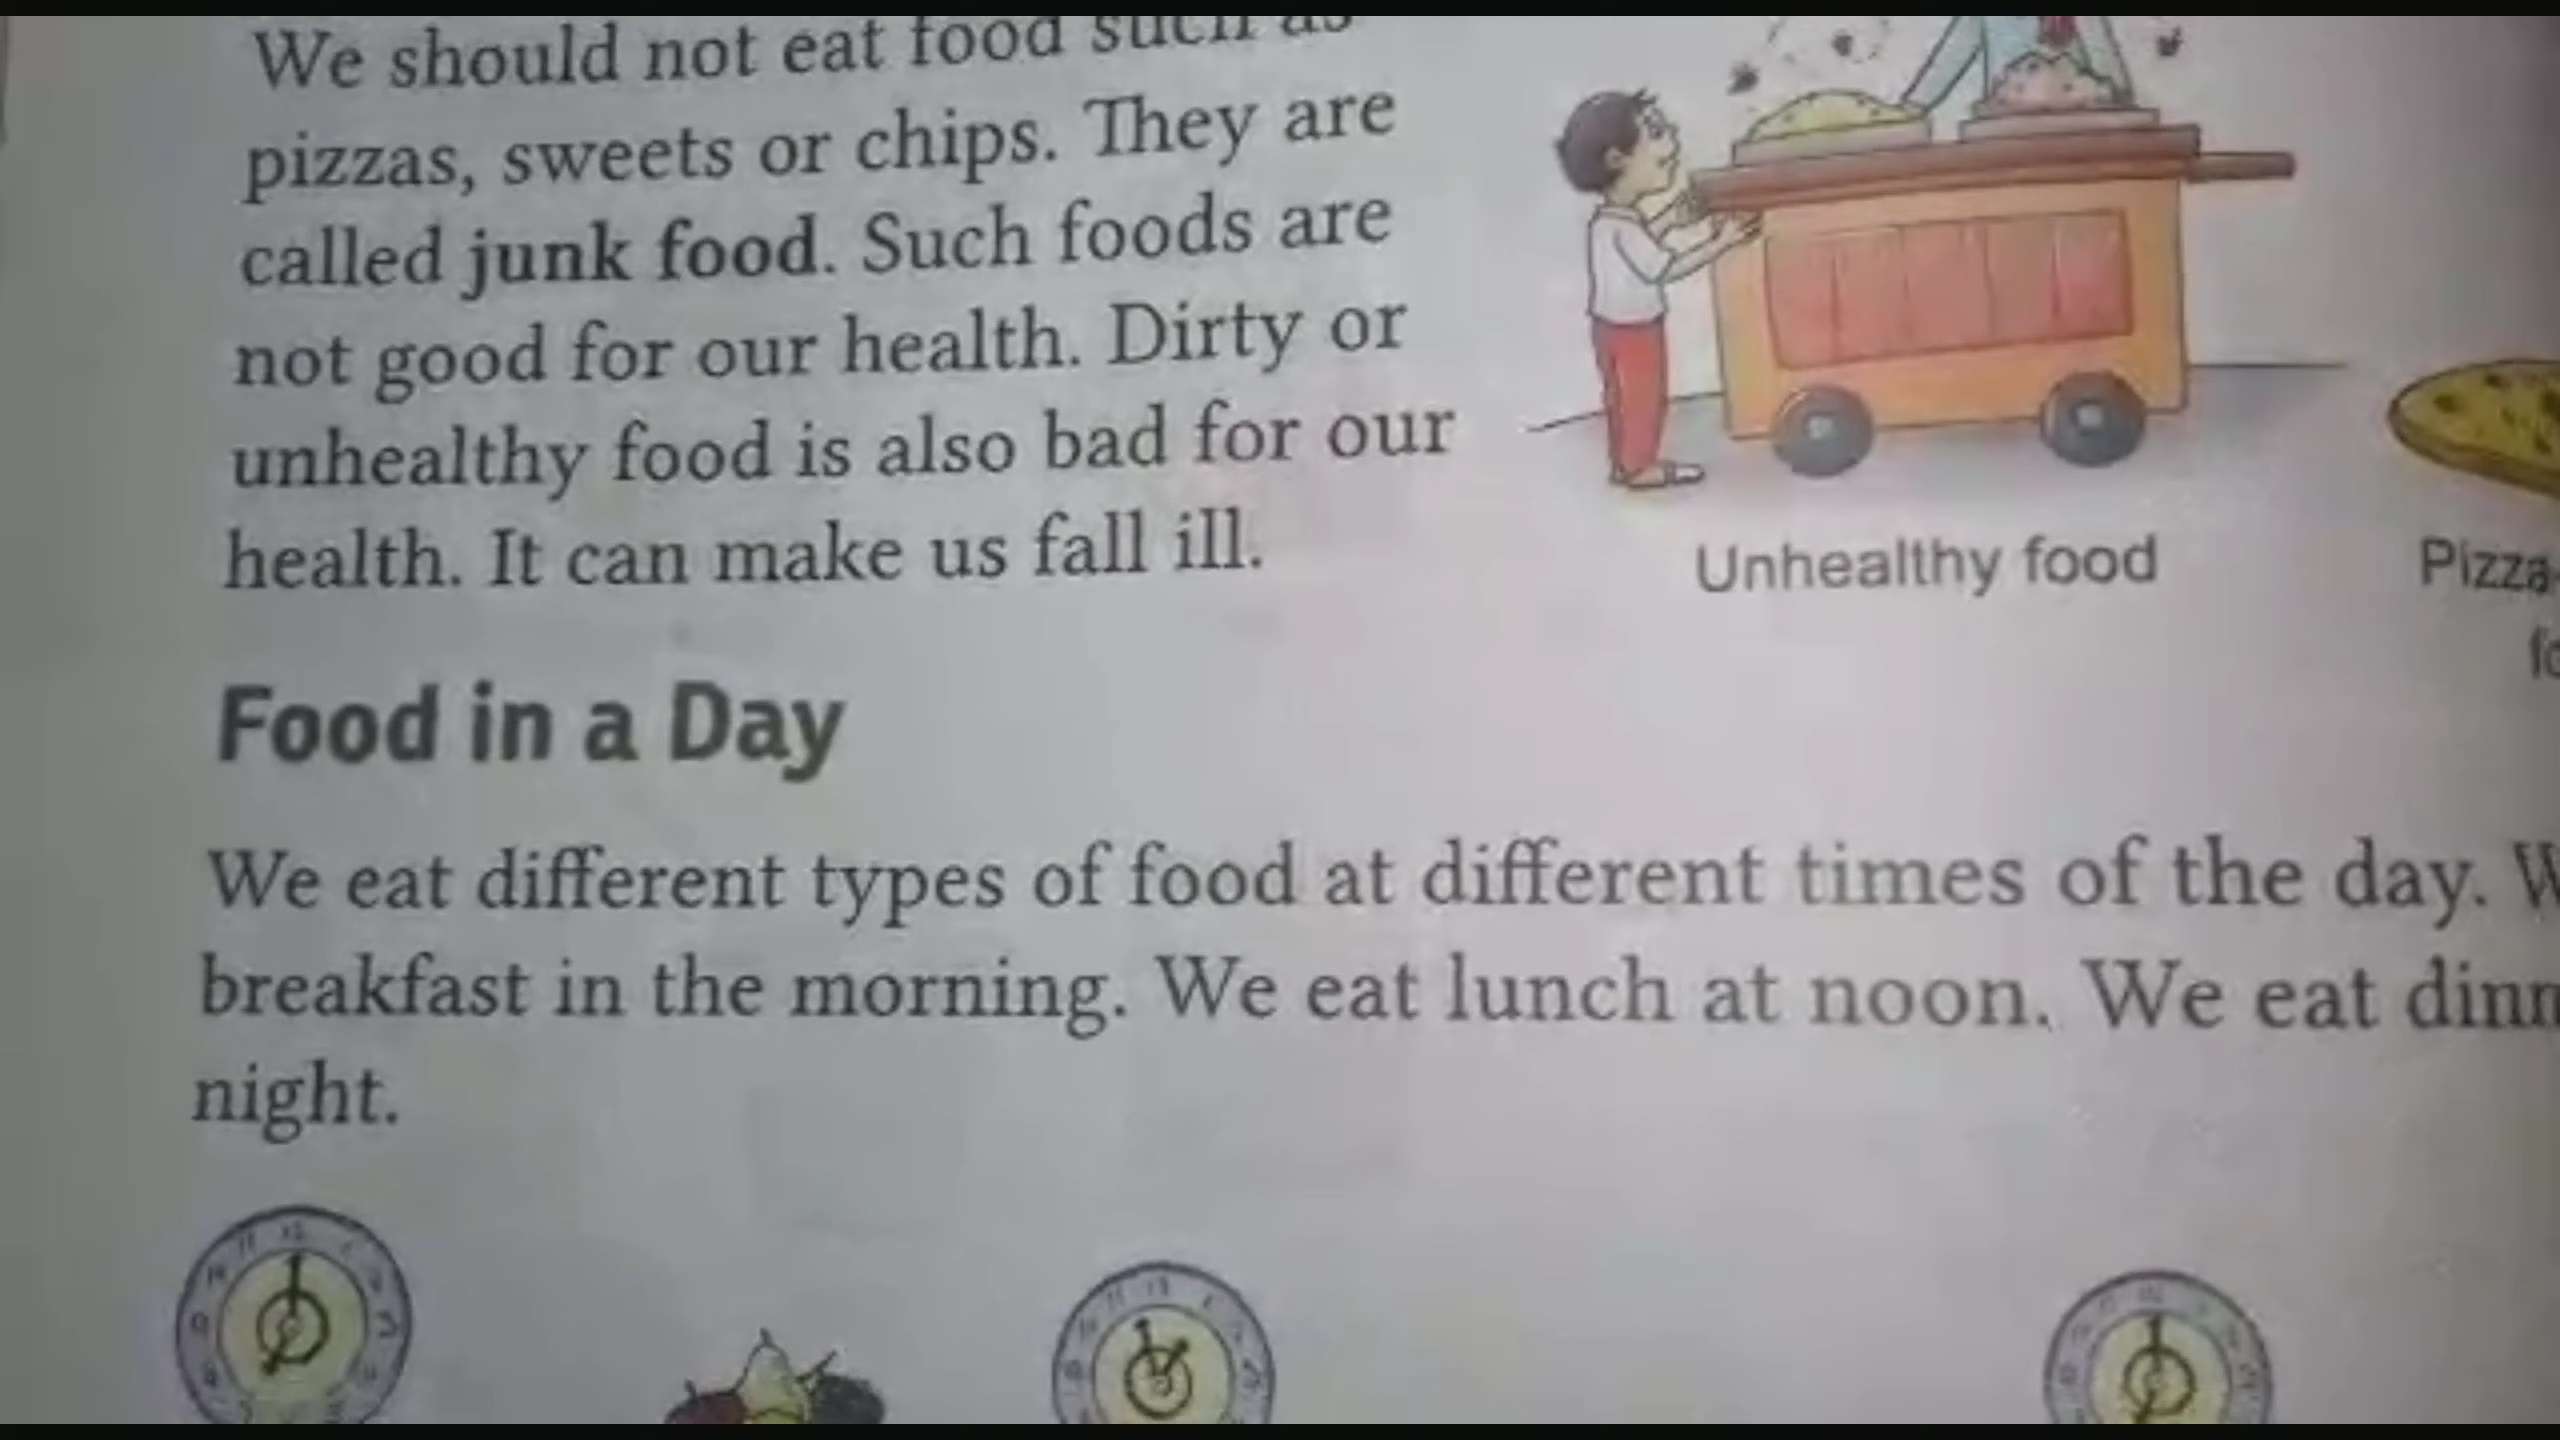 We should not eat food such as
pizzas, sweets or chips. They are
called junk food. Such foods are
not good for our health. Dirty or
unhealthy food is also bad for our
health. It can make us fall ill.
Unhealthy food
Pizza
Food in a Day
We eat different types of food at different times of the day.
breakfast in the morning. We eat lunch at noon. We eat
night.